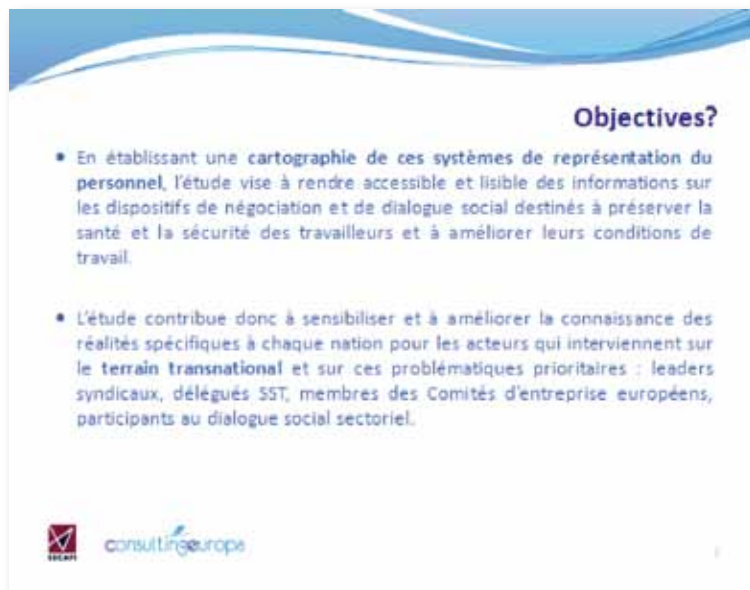 Objectives?
• En établissant une cartographie de ces systèmes de représentation du
personnel, l'étude vise à rendre accessible et lisible des informations sur
les dispositifs de négociation et de dialogue social destinés à préserver la
santé et la sécurité des travailleurs et à améliorer leurs conditions de
travail.
• L'étude contribue donc à sensibiliser et à améliorer la connaissance des
réalités spécifiques à chaque nation pour les acteurs qui interviennent sur
le terrain transnational et sur ces problématiques prioritaires : leaders
syndicaux, délégués SST, membres des Comités d'entreprise européens,
participants au dialogue social sectoriel.
SECAFI
consultingeuropa